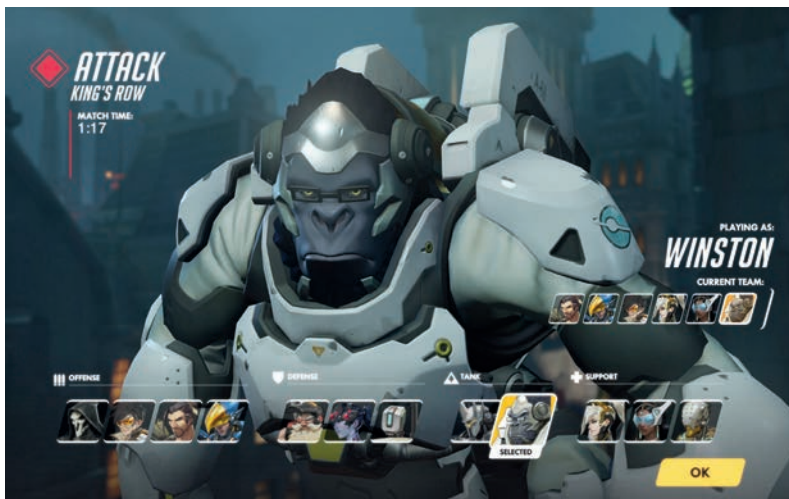 ATTACK
KING'S ROW
MATCH TIME:
1:17
PLAYING AS:
WINSTON
CURRENT TEAM:
OFFENSE
DEFENSE
TANK
SUPPORT
SELECTED
OK